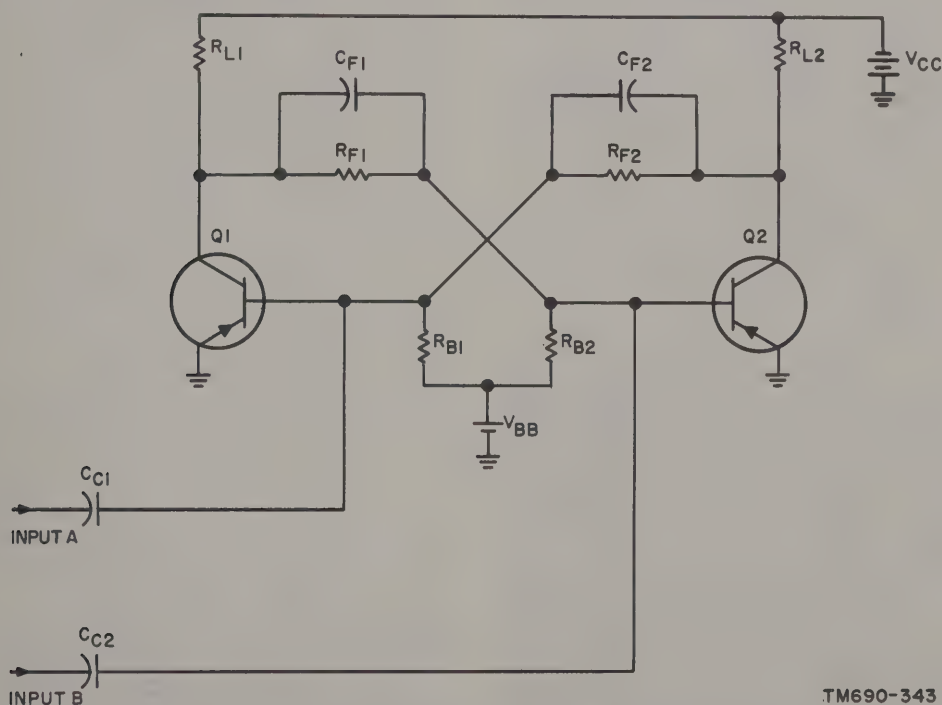 RL1
CF1
CF2
RL2
VCC
RF1
RF2
Q1
Q2
RB1
RB2
VBB
CC1
INPUT A
CC2
INPUT B
TM690-343